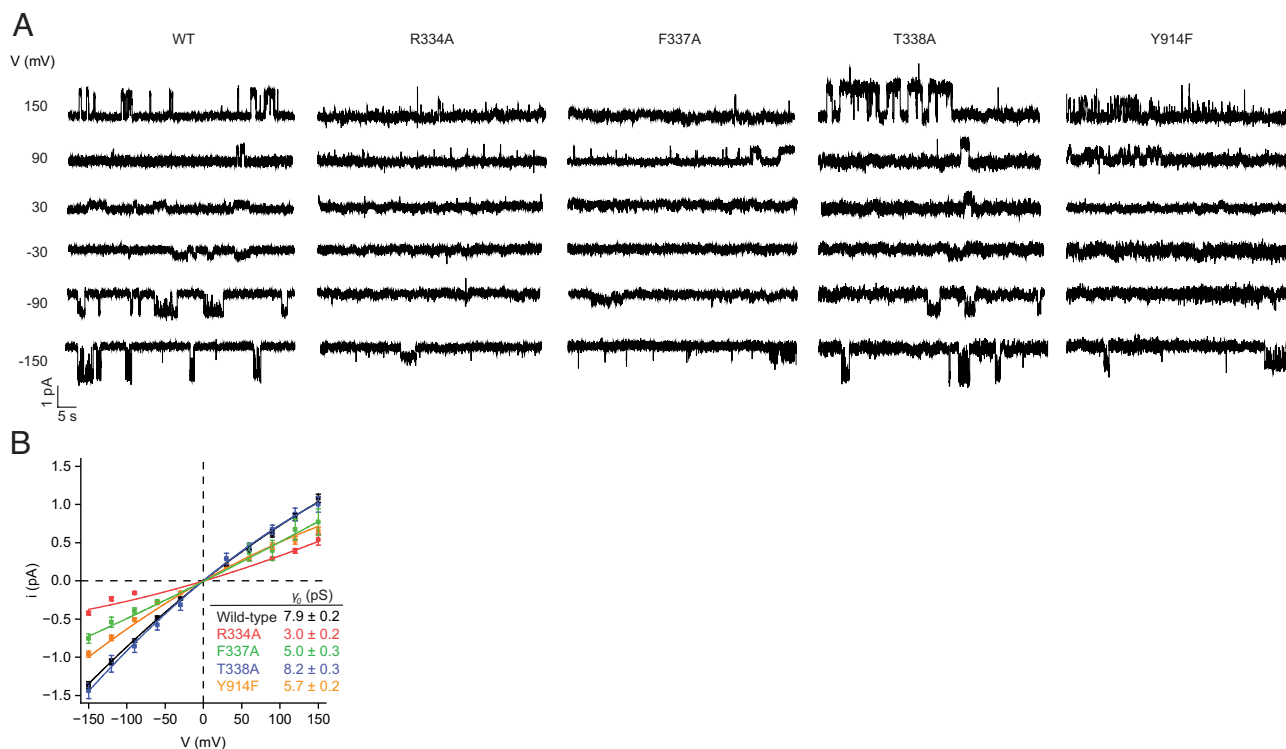 A
WT R334A F337A T338A Y914F
V (mV)
150
90
30
-30
-90
-150
1 pA
5 s
B
i (pA)
1.5
1.0
0.5
0.0
−0.5
−1.0
−1.5
γ0 (pS)
Wild-type 7.9 ± 0.2
R334A 3.0 ± 0.2
F337A 5.0 ± 0.3
T338A 8.2 ± 0.3
Y914F 5.7 ± 0.2
−150 −100 −50 0 50 100 150
V (mV)